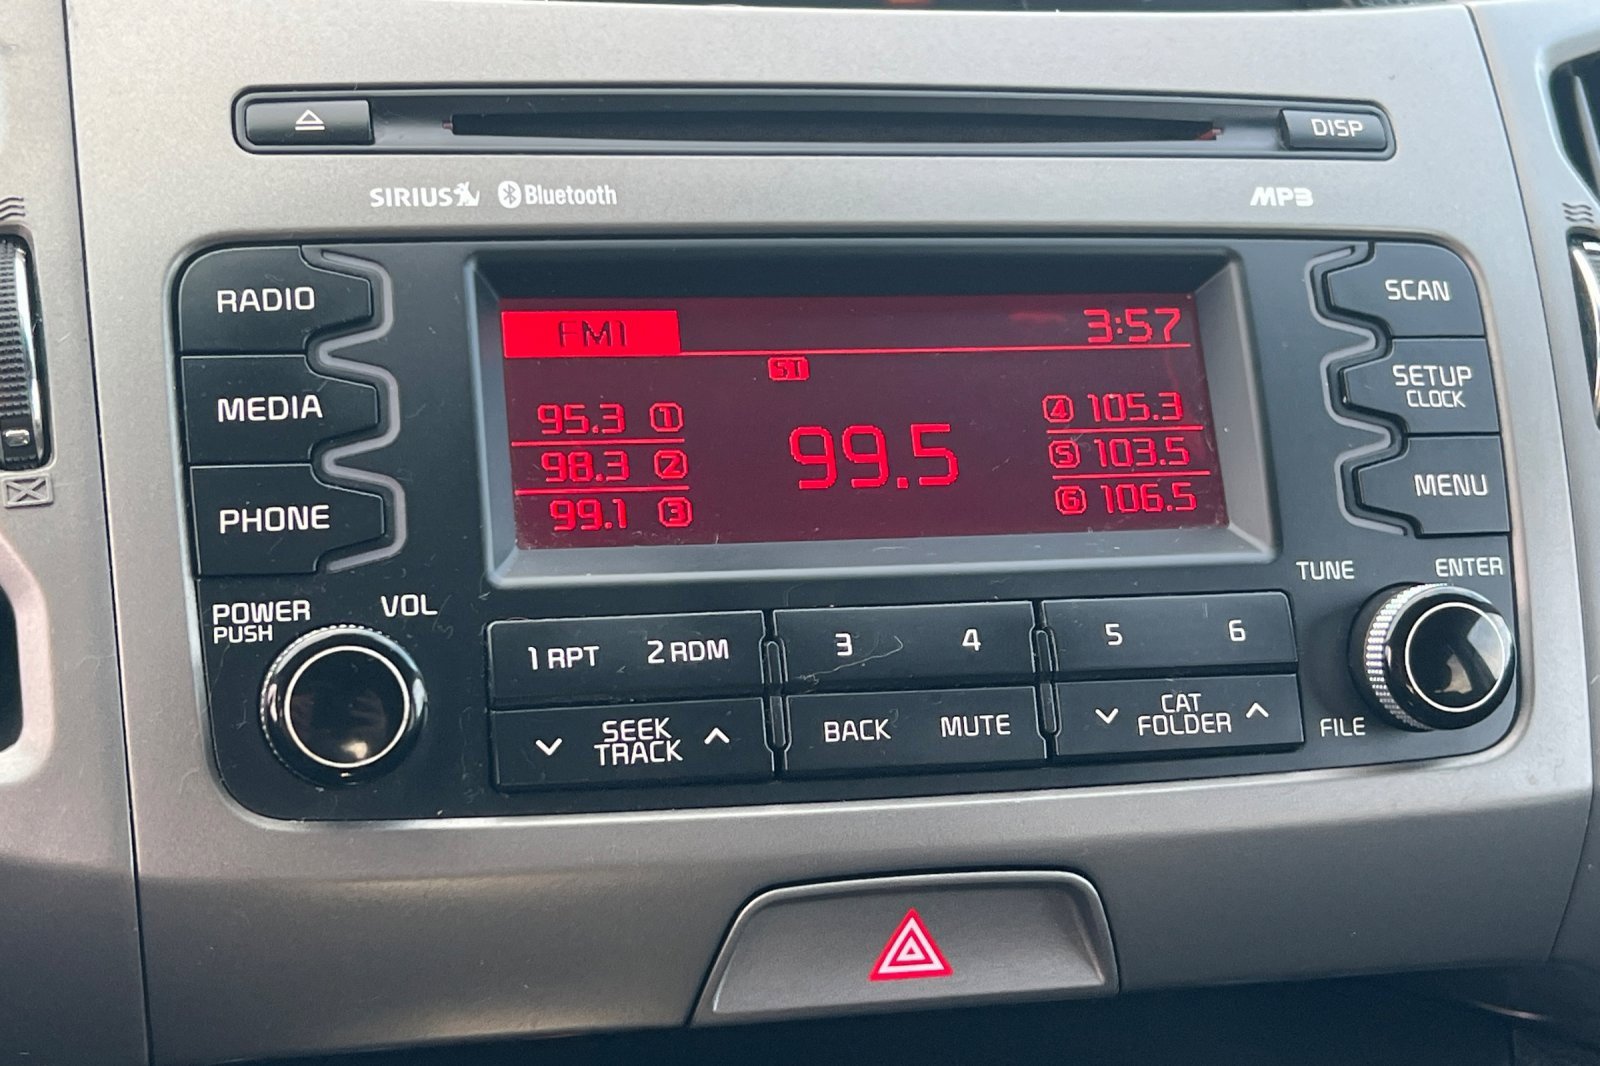 DISP
SIRIUS Bluetooth MP3
RADIO
MEDIA
PHONE
FM1 3:57
ST
95.3 1
98.3 2
99.1 3
99.5
4 105.3
5 103.5
6 106.5
SCAN
SETUP
CLOCK
MENU
POWER
PUSH
VOL
TUNE
ENTER
FILE
1 RPT 2 RDM 3 4 5 6
SEEK
TRACK
BACK MUTE
CAT
FOLDER